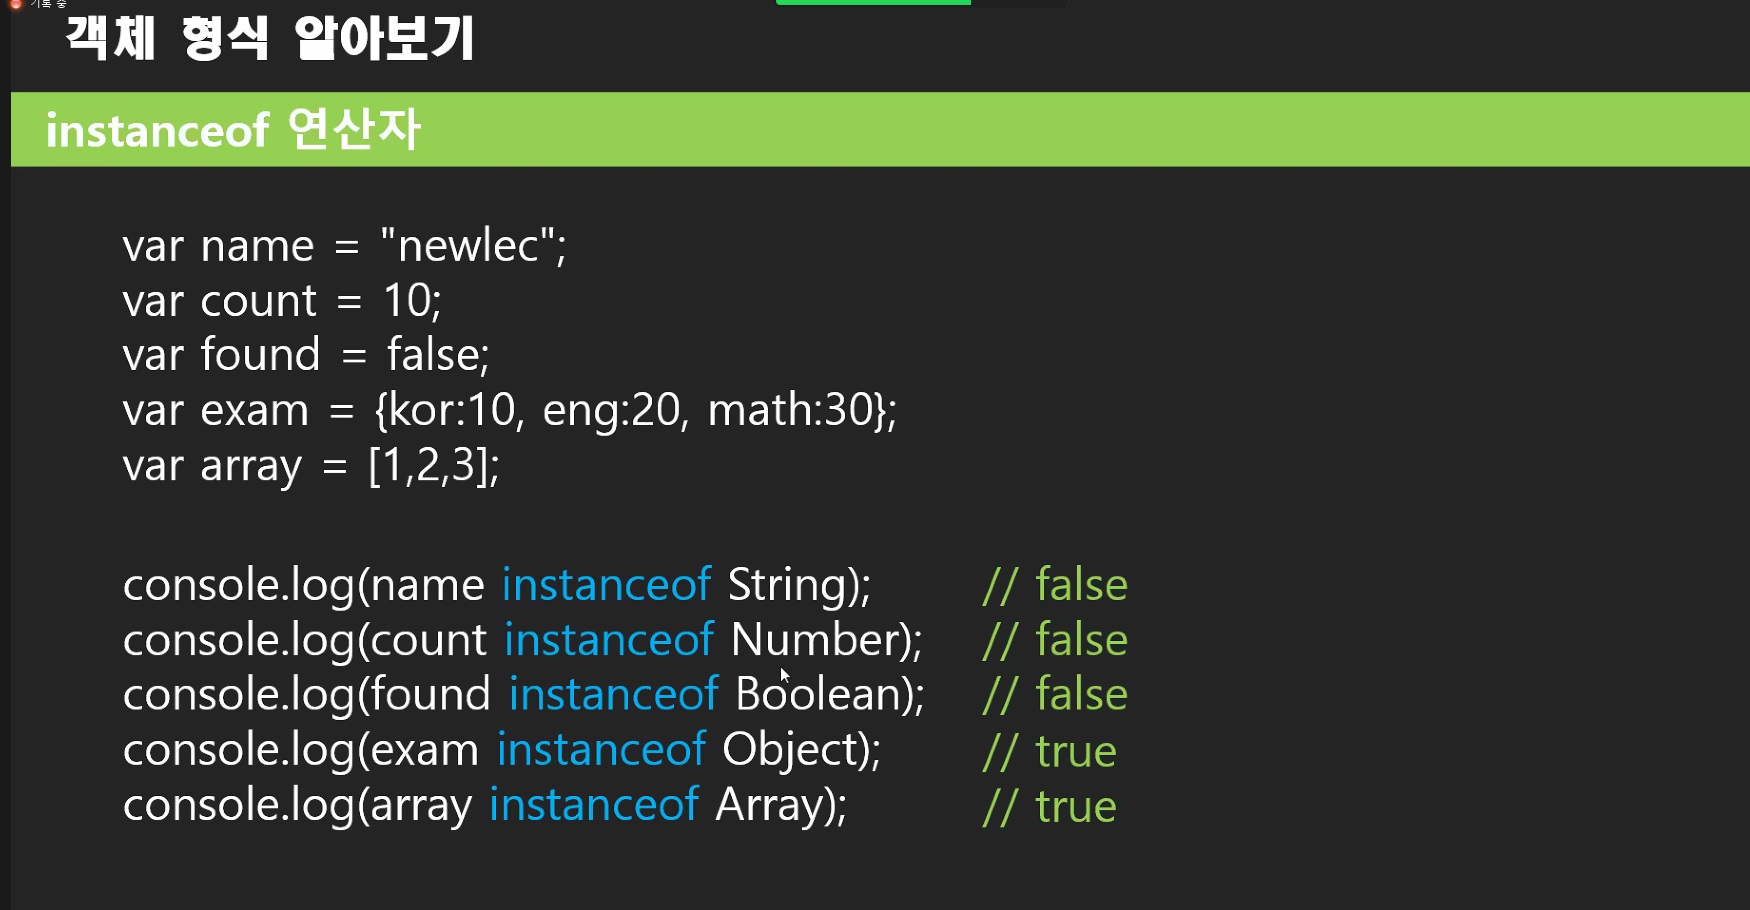 기록 중
객체 형식 알아보기
instanceof 연산자
var name = "newlec";
var count = 10;
var found = false;
var exam = {kor:10, eng:20, math:30};
var array = [1,2,3];
console.log(name instanceof String); // false
console.log(count instanceof Number); // false
console.log(found instanceof Boolean); // false
console.log(exam instanceof Object); // true
console.log(array instanceof Array); // true